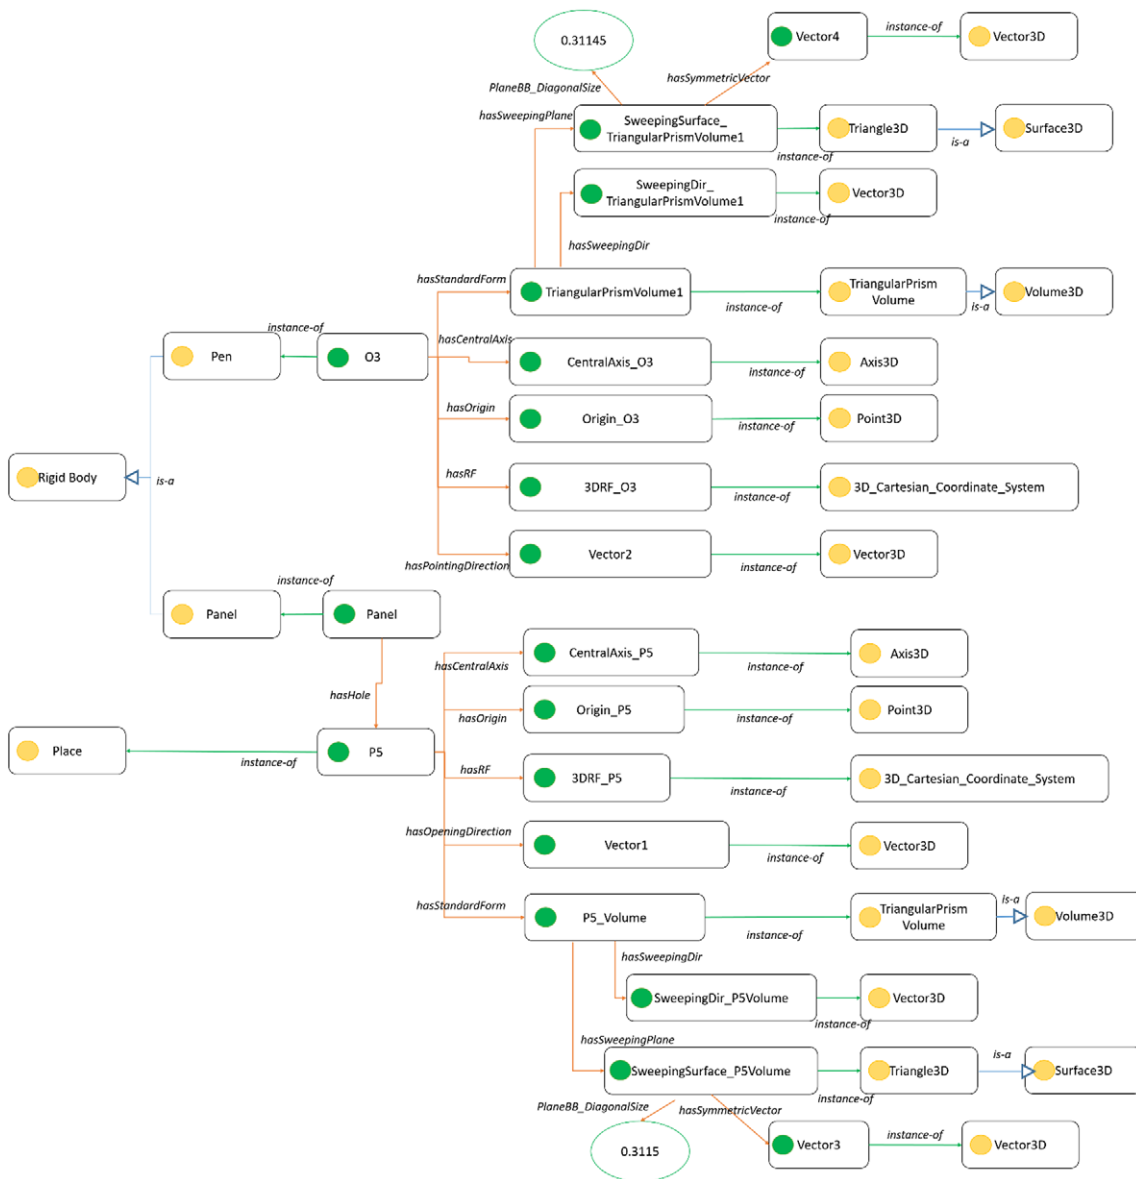 0.31145
Vector4
instance-of
Vector3D
PlaneBB_DiagonalSize
hasSymmetricVector
hasSweepingPlane
SweepingSurface_
TriangularPrismVolume1
instance-of
Triangle3D
is-a
Surface3D
SweepingDir_
TriangularPrismVolume1
instance-of
Vector3D
hasSweepingDir
hasStandardForm
TriangularPrismVolume1
instance-of
TriangularPrism
Volume
is-a
Volume3D
Pen
instance-of
O3
hasCentralAxis
CentralAxis_O3
instance-of
Axis3D
hasOrigin
Origin_O3
instance-of
Point3D
Rigid Body
is-a
hasRF
3DRF_O3
instance-of
3D_Cartesian_Coordinate_System
hasPointingDirection
Vector2
instance-of
Vector3D
Panel
instance-of
Panel
hasCentralAxis
CentralAxis_P5
instance-of
Axis3D
hasHole
hasOrigin
Origin_P5
instance-of
Point3D
Place
instance-of
P5
hasRF
3DRF_P5
instance-of
3D_Cartesian_Coordinate_System
hasOpeningDirection
Vector1
instance-of
Vector3D
hasStandardForm
P5_Volume
instance-of
TriangularPrism
Volume
is-a
Volume3D
hasSweepingDir
SweepingDir_P5Volume
instance-of
Vector3D
hasSweepingPlane
SweepingSurface_P5Volume
instance-of
Triangle3D
is-a
Surface3D
PlaneBB_DiagonalSize
hasSymmetricVector
0.3115
Vector3
instance-of
Vector3D